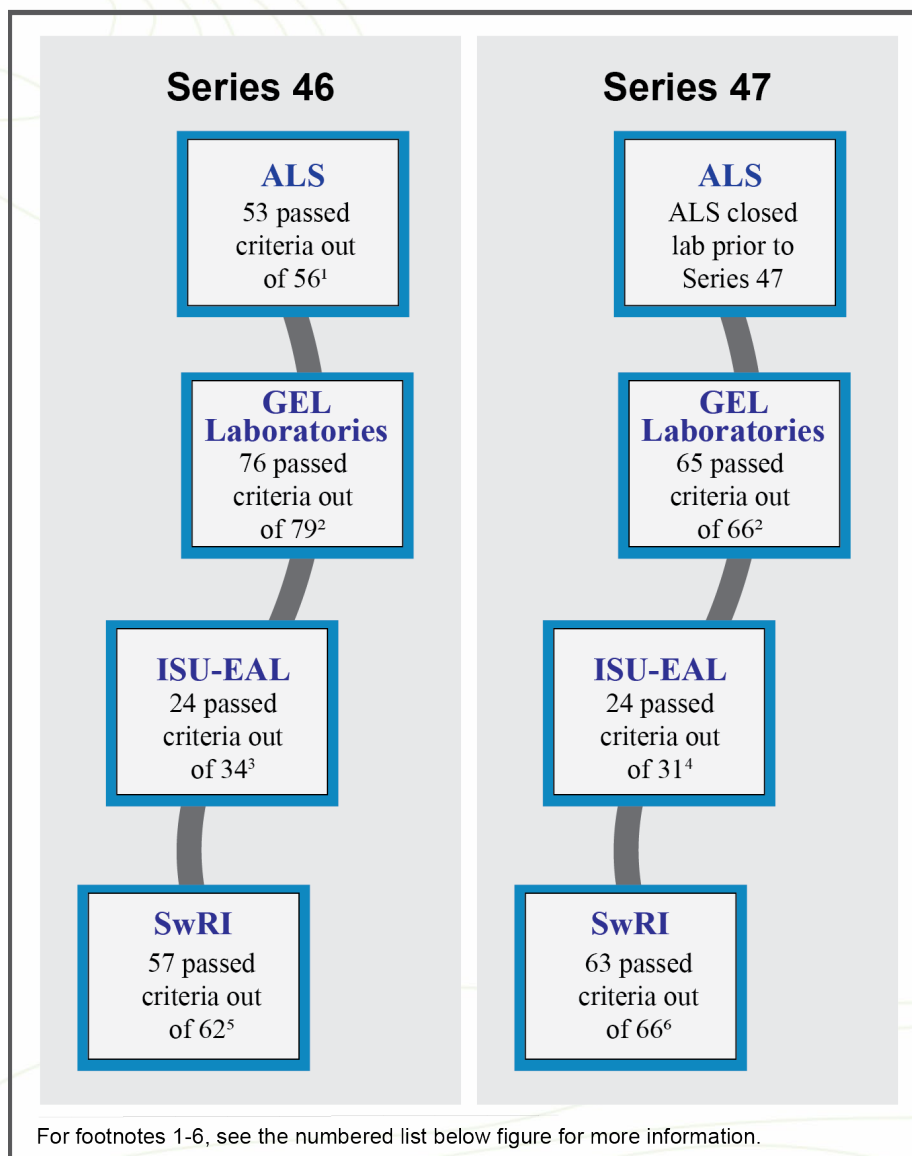 Series 46
ALS
53 passed
criteria out
of 56¹
GEL
Laboratories
76 passed
criteria out
of 79²
ISU-EAL
24 passed
criteria out
of 34³
SwRI
57 passed
criteria out
of 62⁵
Series 47
ALS
ALS closed
lab prior to
Series 47
GEL
Laboratories
65 passed
criteria out
of 66²
ISU-EAL
24 passed
criteria out
of 31⁴
SwRI
63 passed
criteria out
of 66⁶
For footnotes 1-6, see the numbered list below figure for more information.